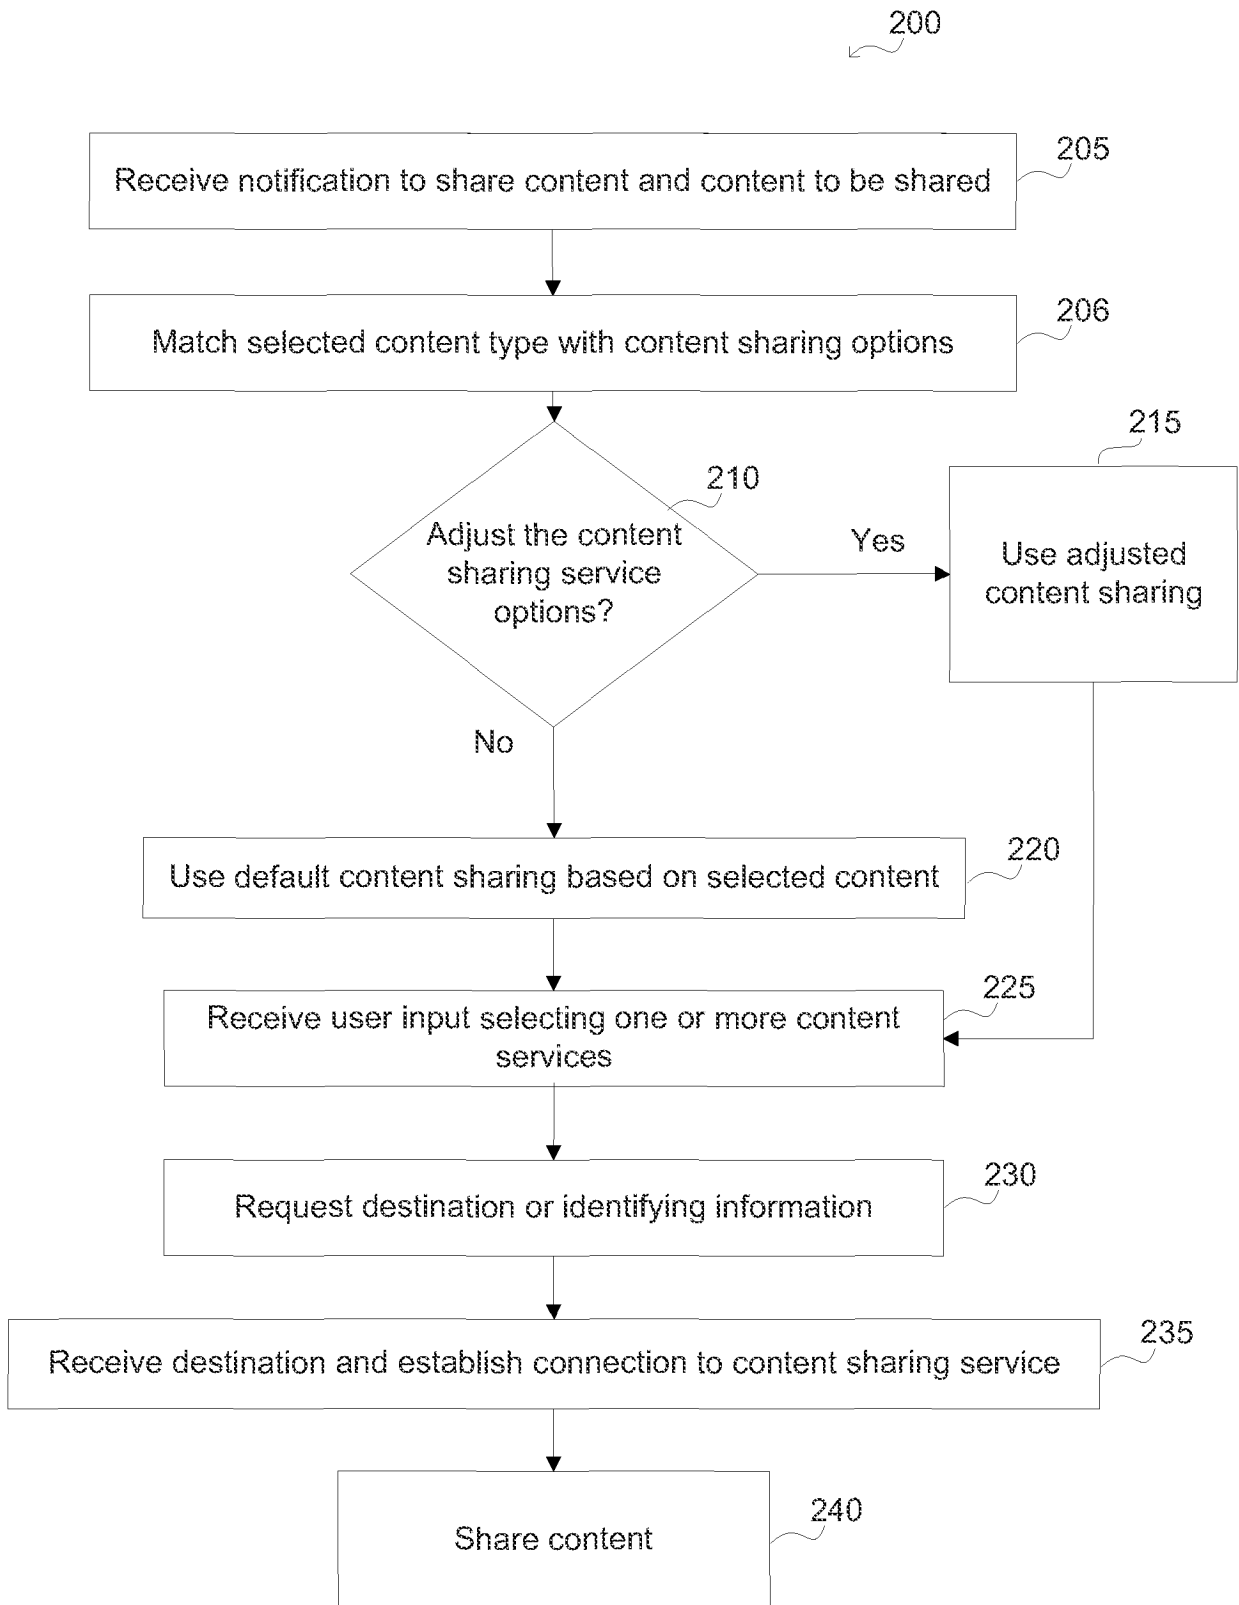 200
Receive notification to share content and content to be shared
205
Match selected content type with content sharing options
206
215
210
Adjust the content
sharing service
options?
Yes
Use adjusted
content sharing
No
Use default content sharing based on selected content
220
Receive user input selecting one or more content
services
225
Request destination or identifying information
230
Receive destination and establish connection to content sharing service
235
Share content
240